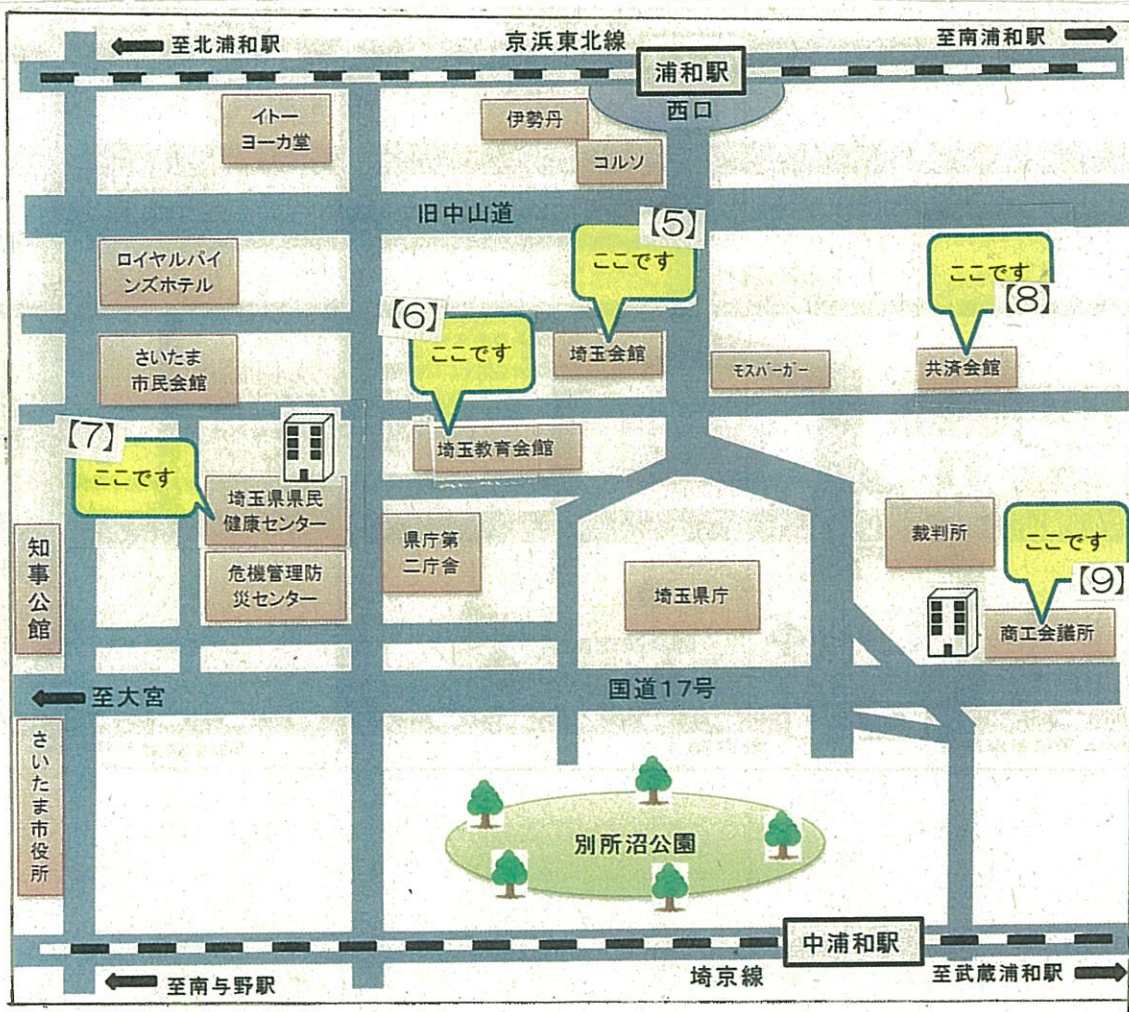 至北浦和駅
京浜東北線
至南浦和駅
浦和駅
西口
イトー
ヨーカ堂
伊勢丹
コルソ
旧中山道
ロイヤルパイ
ンズホテル
【5】
ここです
ここです
【8】
【6】
ここです
さいたま
市民会館
埼玉会館
モスバーガー
共済会館
【7】
ここです
埼玉教育会館
埼玉県県民
健康センター
知事公館
県庁第
二庁舎
裁判所
ここです
【9】
危機管理防
災センター
埼玉県庁
商工会議所
至大宮
国道17号
さいたま市役所
別所沼公園
中浦和駅
至南与野駅
埼京線
至武蔵浦和駅